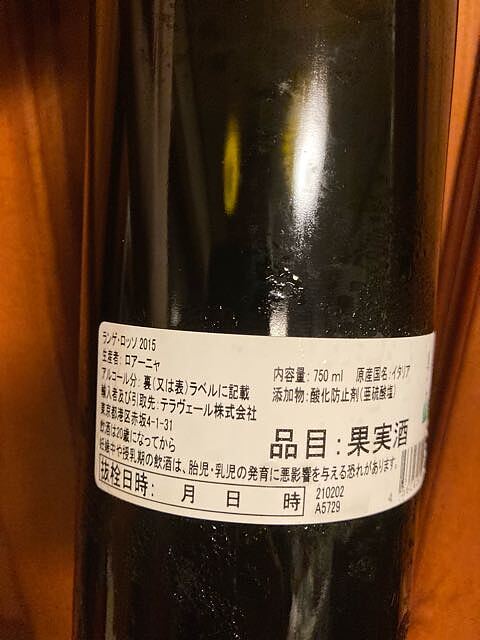 ランゲ・ロッソ 2015
生産者: ロアーニャ
アルコール分: 裏(又は表)ラベルに記載
輸入者及び引取先: テラヴェール株式会社
東京都港区赤坂4-1-31
飲酒は20歳になってから
妊娠中や授乳期の飲酒は、胎児・乳児の発育に悪影響を与える恐れがあります。
内容量: 750 ml 原産国名: イタリア
添加物: 酸化防止剤(亜硫酸塩)
品目: 果実酒
抜栓日時: 月 日 時
210202
A5729